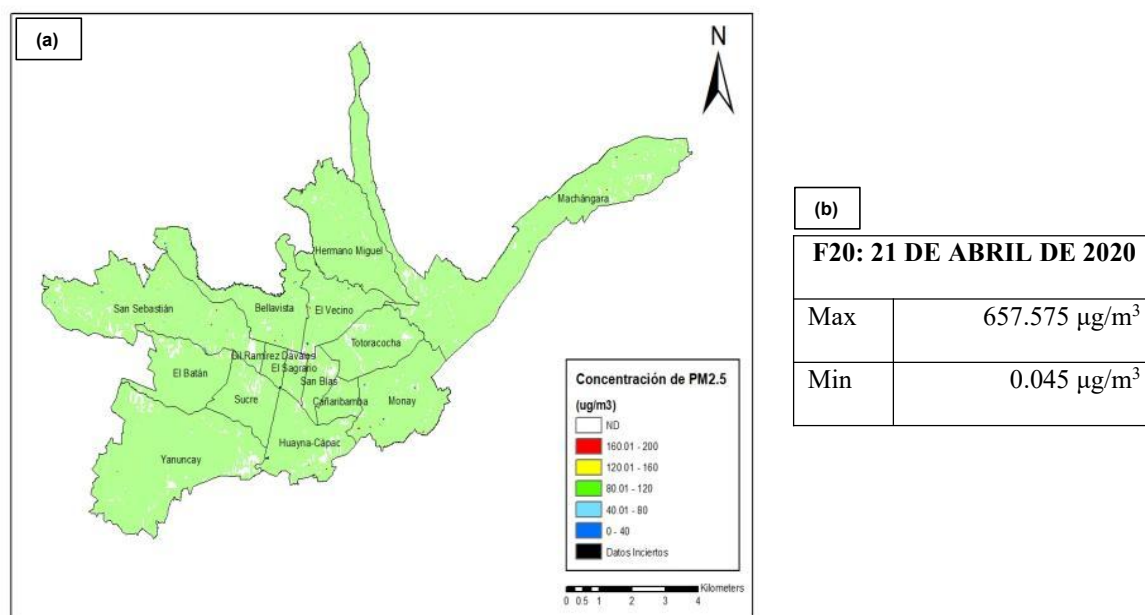 (a)
N
Machángara
Hermano Miguel
San Sebastián
Bellavista
El Vecino
Totoracocha
Gil Ramírez Dávalos
El Batán
El Sagrario
San Blas
Sucre
Cañaribamba
Monay
Huayna-Cápac
Yanuncay
Concentración de PM2.5
(ug/m3)
ND
160.01 - 200
120.01 - 160
80.01 - 120
40.01 - 80
0 - 40
Datos Inciertos
Kilometers
0 0.5 1 2 3 4
(b)
F20: 21 DE ABRIL DE 2020
Max 657.575 μg/m³
Min 0.045 μg/m³